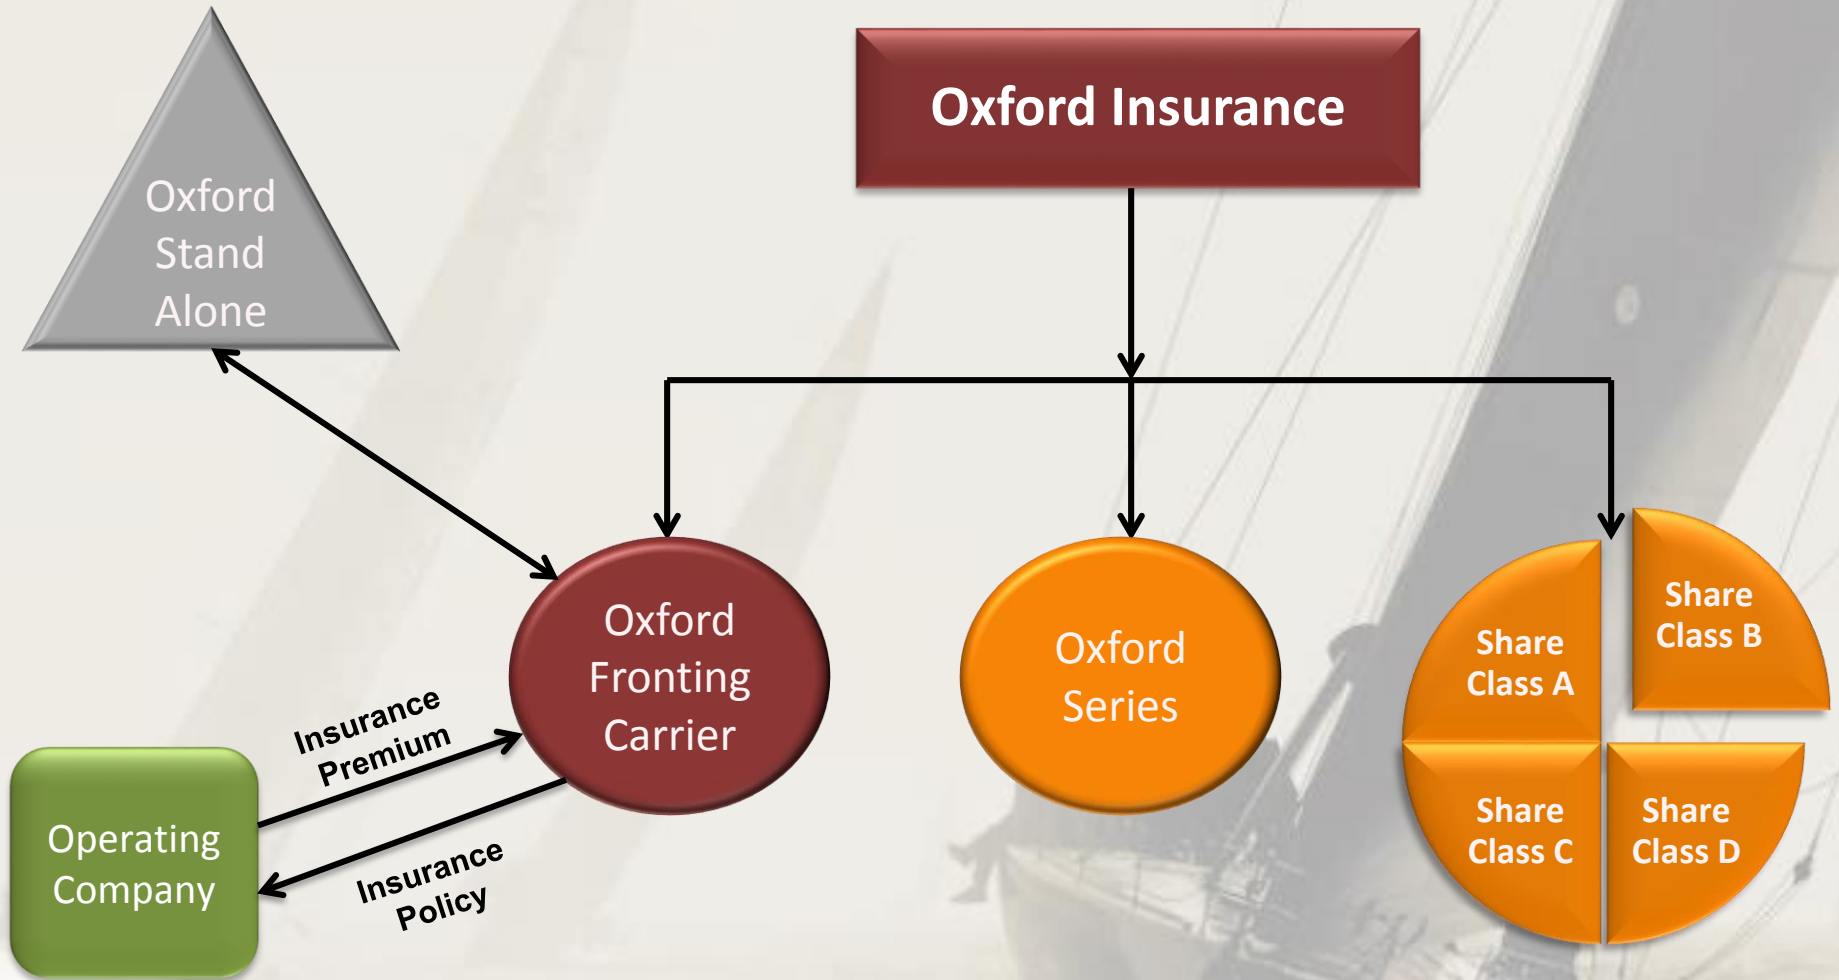 Oxford Insurance
Oxford
Stand
Alone
Oxford
Fronting
Carrier
Oxford
Series
Share
Class A
Share
Class B
Share
Class C
Share
Class D
Insurance
Premium
Insurance
Policy
Operating
Company